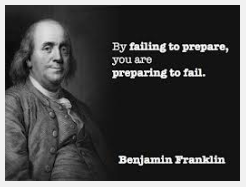 By failing to prepare,
you are
preparing to fail.
Benjamin Franklin